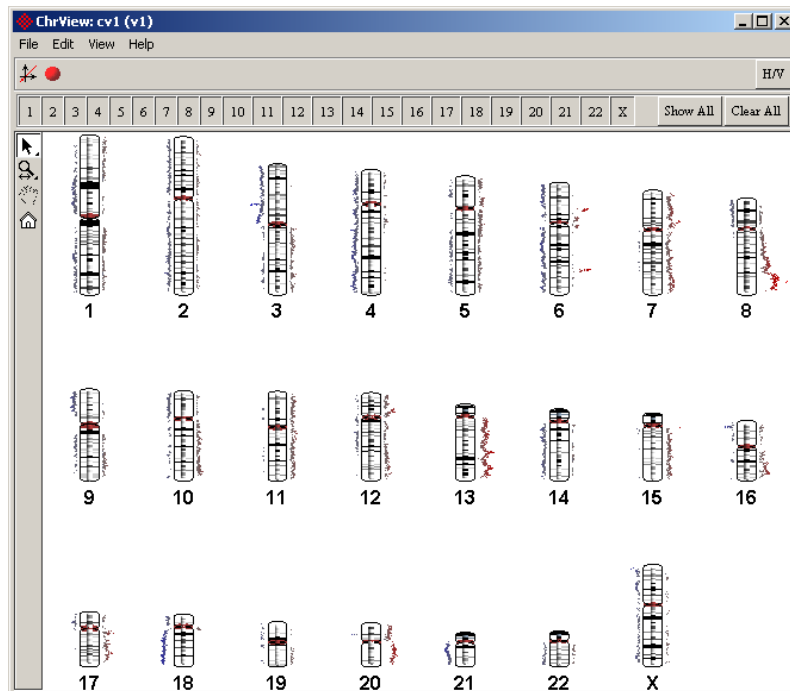 ChrView: cv1 (v1)
File Edit View Help
H/V
1 2 3 4 5 6 7 8 9 10 11 12 13 14 15 16 17 18 19 20 21 22 X Show All Clear All
1 2 3 4 5 6 7 8
9 10 11 12 13 14 15 16
17 18 19 20 21 22 X